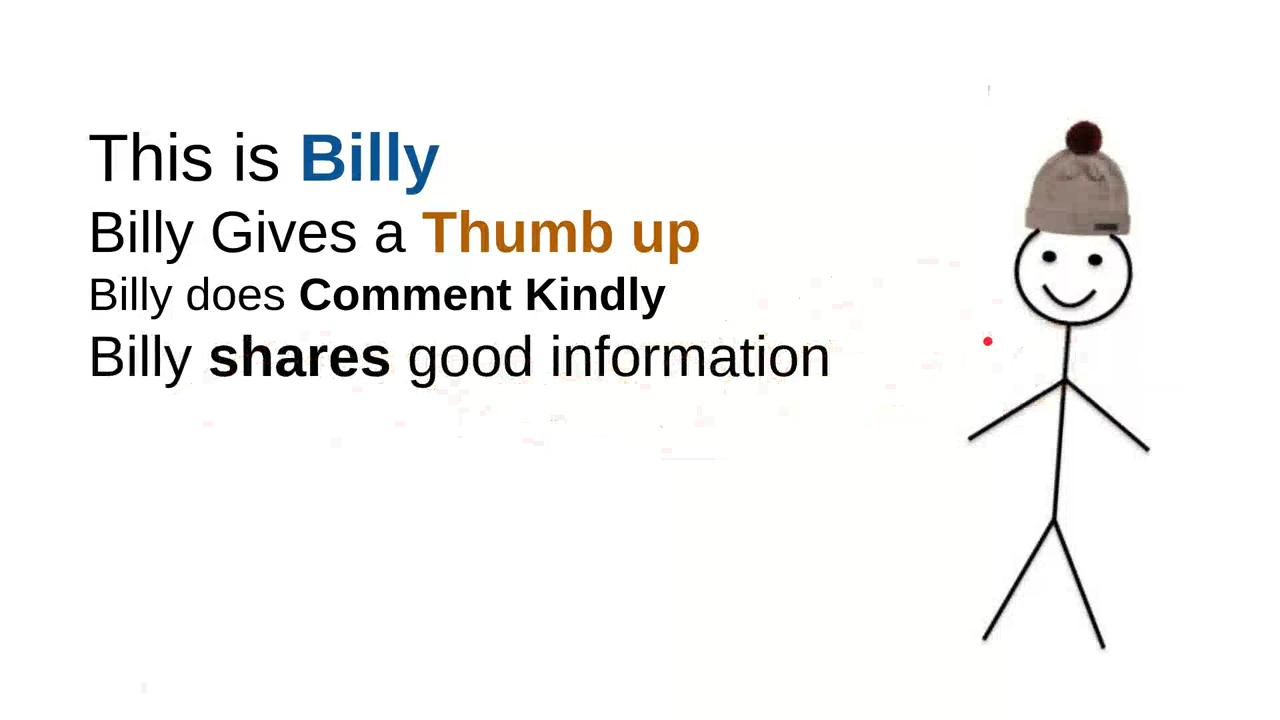 This is Billy
Billy Gives a Thumb up
Billy does Comment Kindly
Billy shares good information